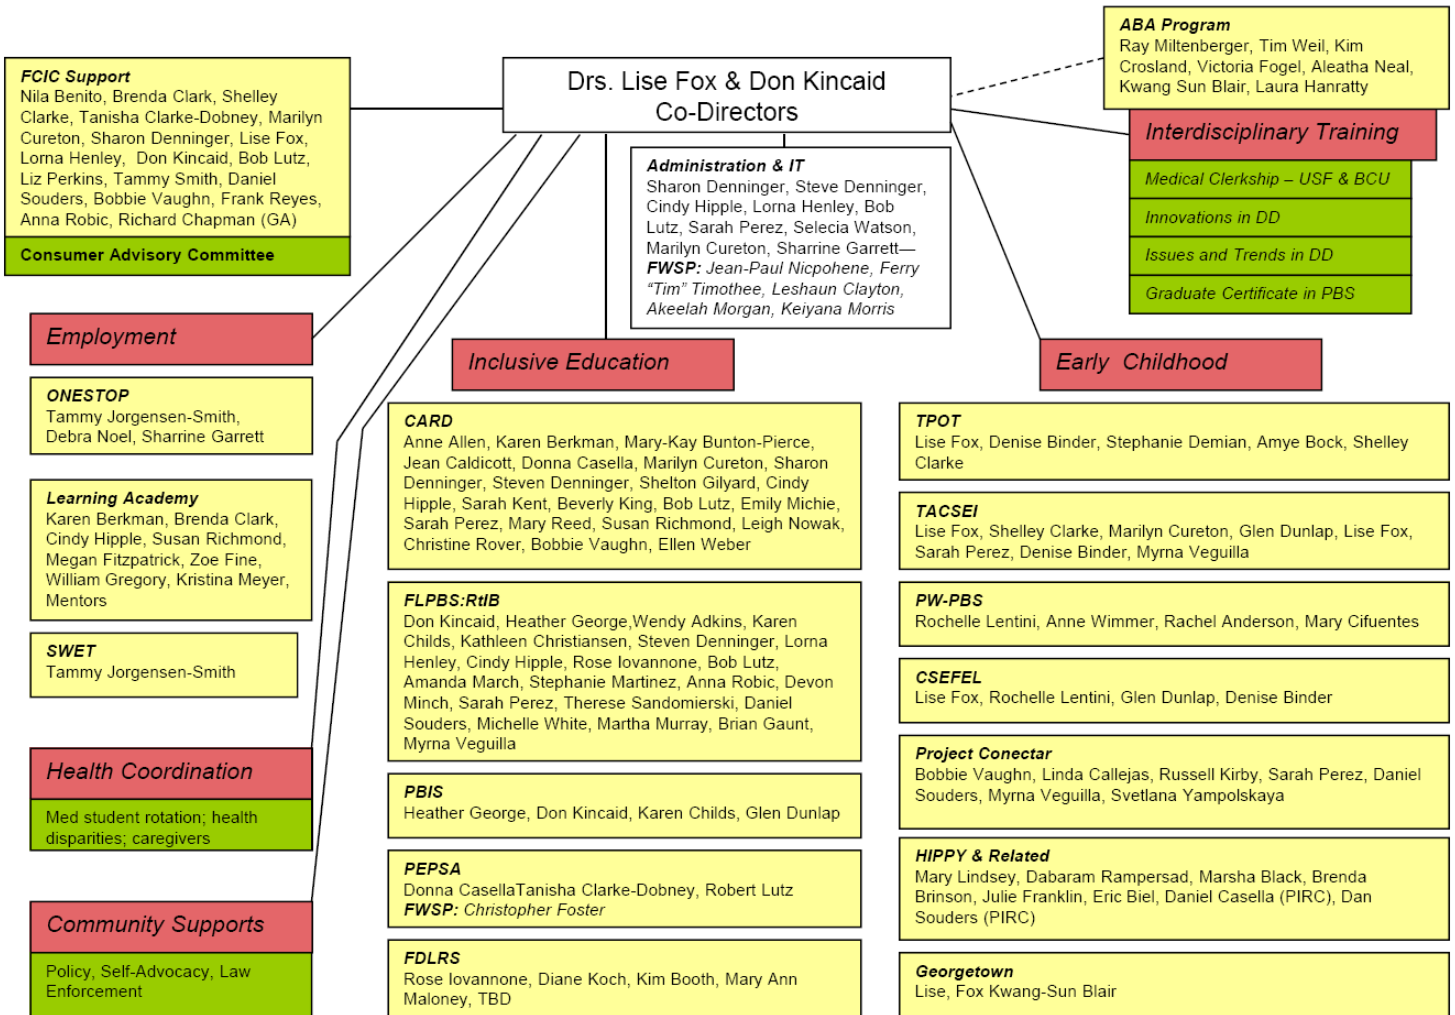 FCIC Support
Nila Benito, Brenda Clark, Shelley
Clarke, Tanisha Clarke-Dobney, Marilyn
Cureton, Sharon Denninger, Lise Fox,
Lorna Henley,  Don Kincaid, Bob Lutz,
Liz Perkins, Tammy Smith, Daniel
Souders, Bobbie Vaughn, Frank Reyes,
Anna Robic, Richard Chapman (GA)
Consumer Advisory Committee
Drs. Lise Fox & Don Kincaid
Co-Directors
ABA Program
Ray Miltenberger, Tim Weil, Kim
Crosland, Victoria Fogel, Aleatha Neal,
Kwang Sun Blair, Laura Hanratty
Interdisciplinary Training
Medical Clerkship – USF & BCU
Innovations in DD
Issues and Trends in DD
Graduate Certificate in PBS
Administration & IT
Sharon Denninger, Steve Denninger,
Cindy Hipple, Lorna Henley, Bob
Lutz, Sarah Perez, Selecia Watson,
Marilyn Cureton, Sharrine Garrett—
FWSP: Jean-Paul Nicpohene, Ferry
“Tim” Timothee, Leshaun Clayton,
Akeelah Morgan, Keiyana Morris
Employment
ONESTOP
Tammy Jorgensen-Smith,
Debra Noel, Sharrine Garrett
Learning Academy
Karen Berkman, Brenda Clark,
Cindy Hipple, Susan Richmond,
Megan Fitzpatrick, Zoe Fine,
William Gregory, Kristina Meyer,
Mentors
SWET
Tammy Jorgensen-Smith
Health Coordination
Med student rotation; health
disparities; caregivers
Community Supports
Policy, Self-Advocacy, Law
Enforcement
Inclusive Education
CARD
Anne Allen, Karen Berkman, Mary-Kay Bunton-Pierce,
Jean Caldicott, Donna Casella, Marilyn Cureton, Sharon
Denninger, Steven Denninger, Shelton Gilyard, Cindy
Hipple, Sarah Kent, Beverly King, Bob Lutz, Emily Michie,
Sarah Perez, Mary Reed, Susan Richmond, Leigh Nowak,
Christine Rover, Bobbie Vaughn, Ellen Weber
FLPBS:RtIB
Don Kincaid, Heather George,Wendy Adkins, Karen
Childs, Kathleen Christiansen, Steven Denninger, Lorna
Henley, Cindy Hipple, Rose Iovannone, Bob Lutz,
Amanda March, Stephanie Martinez, Anna Robic, Devon
Minch, Sarah Perez, Therese Sandomierski, Daniel
Souders, Michelle White, Martha Murray, Brian Gaunt,
Myrna Veguilla
PBIS
Heather George, Don Kincaid, Karen Childs, Glen Dunlap
PEPSA
Donna CasellaTanisha Clarke-Dobney, Robert Lutz
FWSP: Christopher Foster
FDLRS
Rose Iovannone, Diane Koch, Kim Booth, Mary Ann
Maloney, TBD
Early  Childhood
TPOT
Lise Fox, Denise Binder, Stephanie Demian, Amye Bock, Shelley
Clarke
TACSEI
Lise Fox, Shelley Clarke, Marilyn Cureton, Glen Dunlap, Lise Fox,
Sarah Perez, Denise Binder, Myrna Veguilla
PW-PBS
Rochelle Lentini, Anne Wimmer, Rachel Anderson, Mary Cifuentes
CSEFEL
Lise Fox, Rochelle Lentini, Glen Dunlap, Denise Binder
Project Conectar
Bobbie Vaughn, Linda Callejas, Russell Kirby, Sarah Perez, Daniel
Souders, Myrna Veguilla, Svetlana Yampolskaya
HIPPY & Related
Mary Lindsey, Dabaram Rampersad, Marsha Black, Brenda
Brinson, Julie Franklin, Eric Biel, Daniel Casella (PIRC), Dan
Souders (PIRC)
Georgetown
Lise, Fox Kwang-Sun Blair